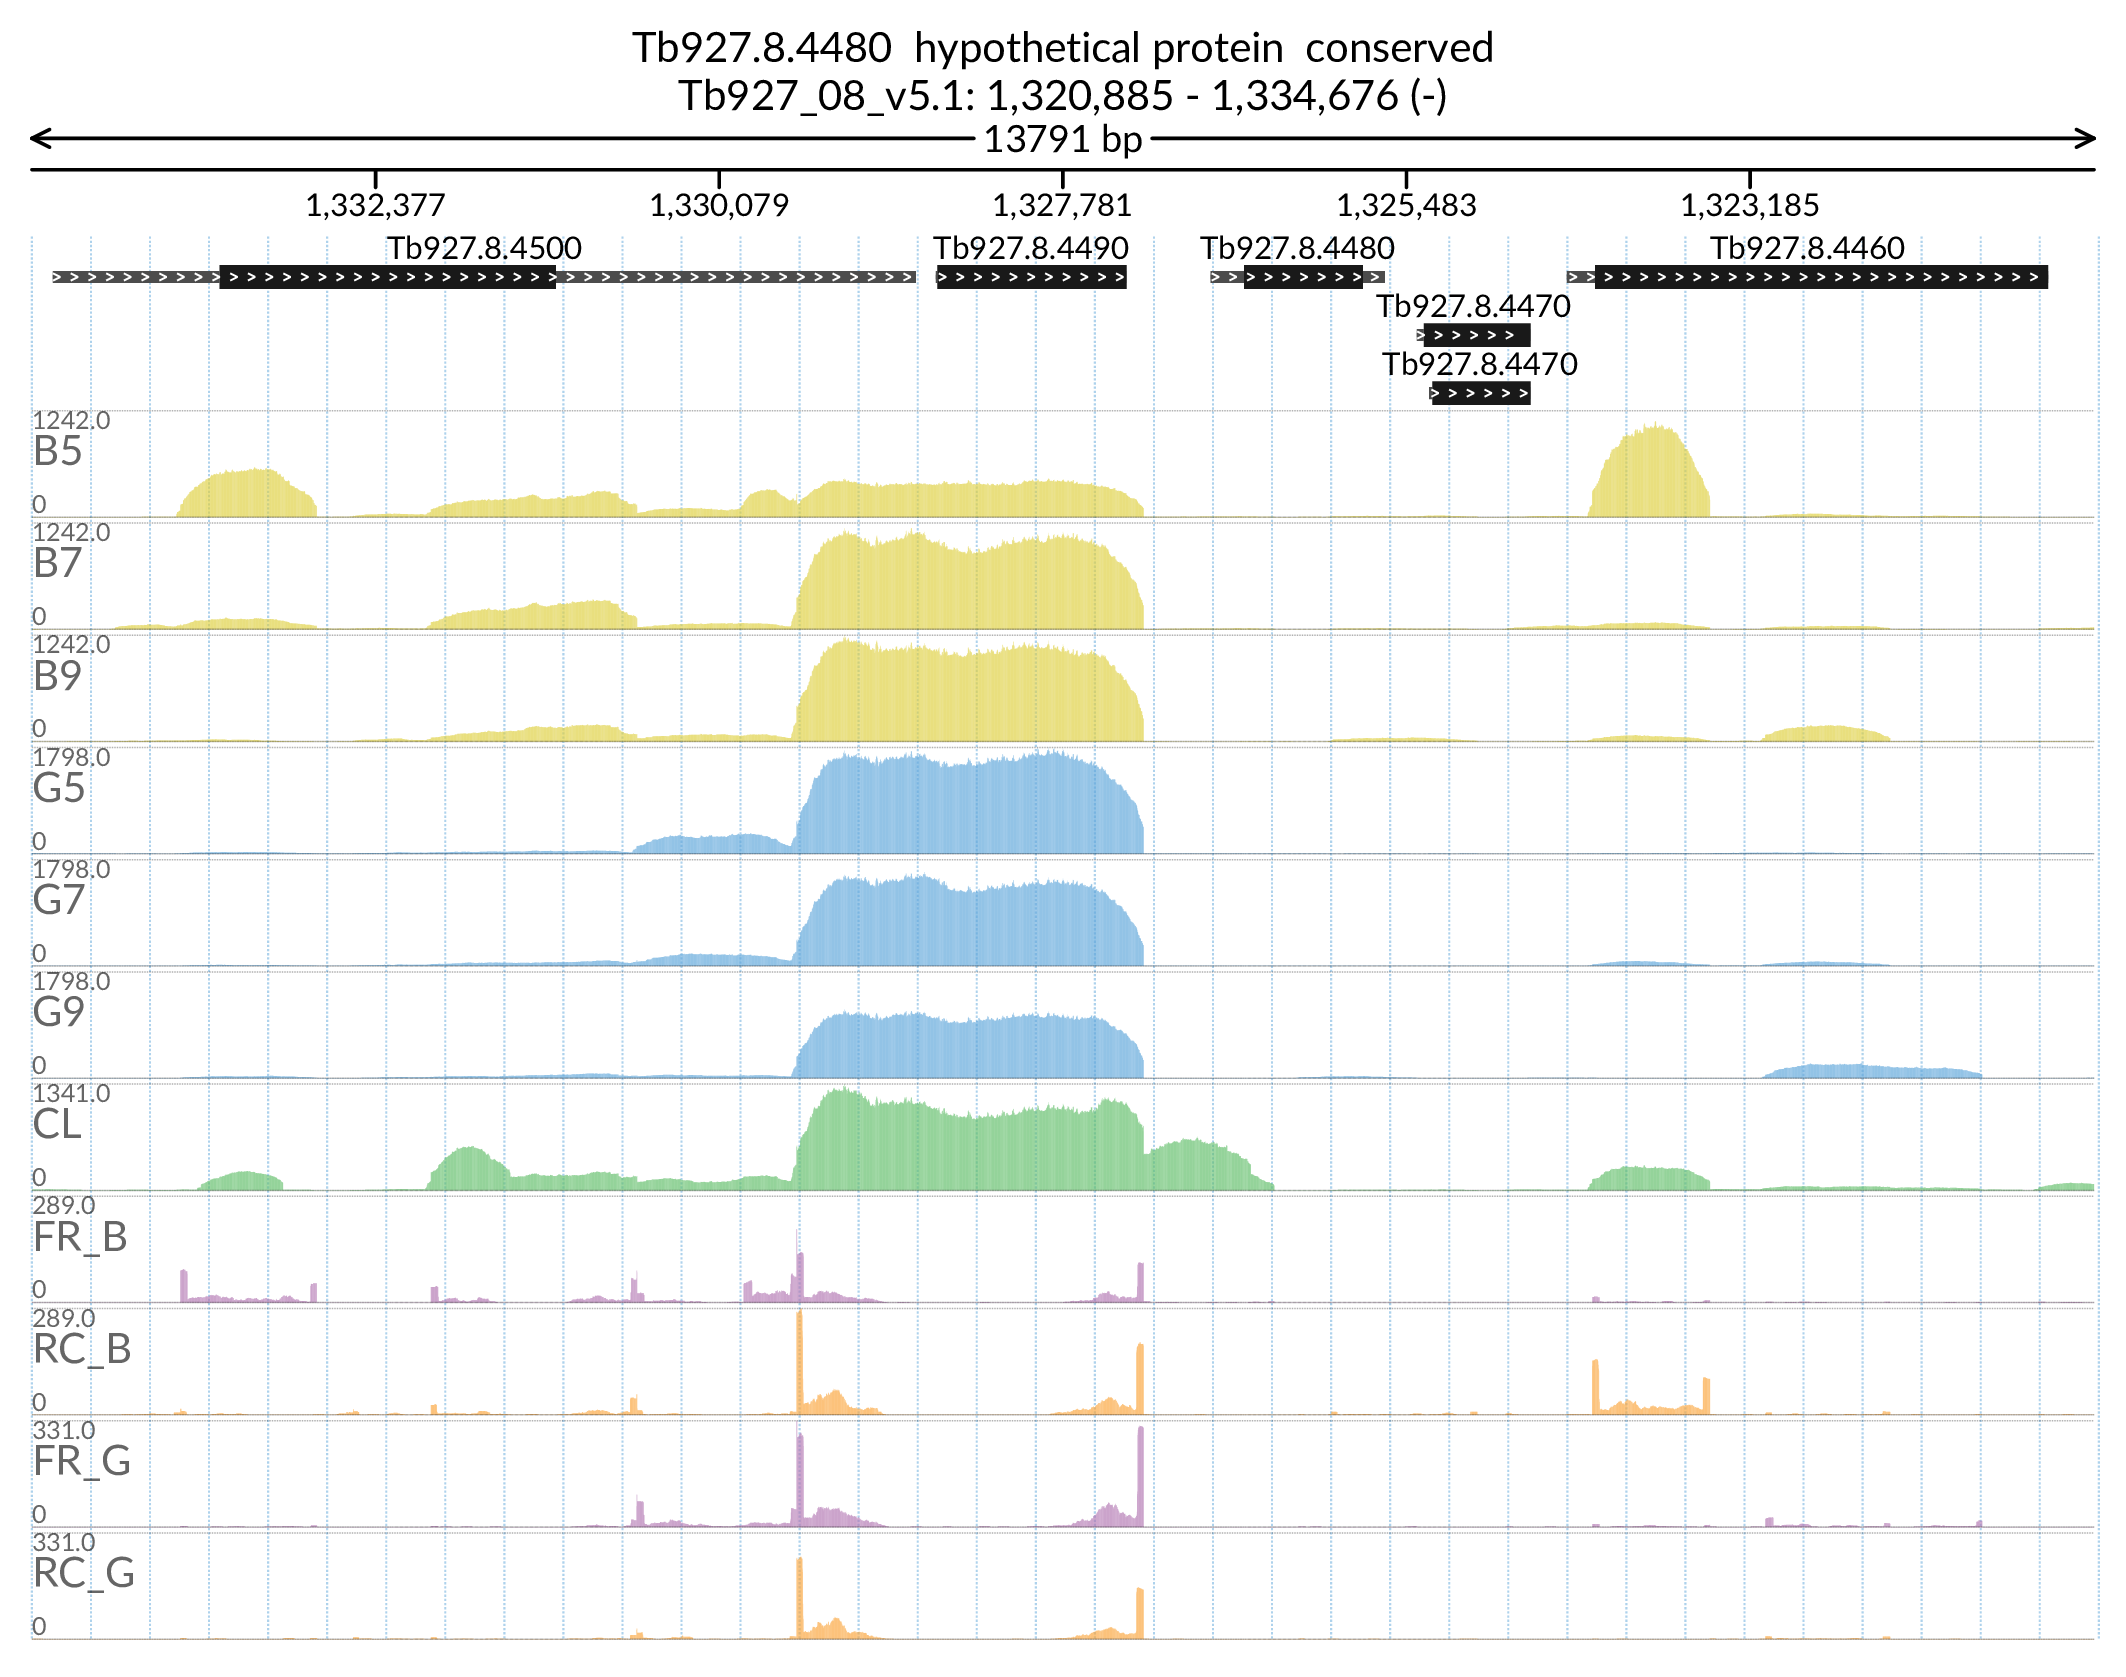 Tb927.8.4480  hypothetical protein  conserved
Tb927_08_v5.1: 1,320,885 - 1,334,676 (-)
13791 bp
1,332,377 1,330,079 1,327,781 1,325,483 1,323,185
Tb927.8.4500 Tb927.8.4490 Tb927.8.4480 Tb927.8.4460
Tb927.8.4470
Tb927.8.4470
1242.0
B5
0
1242.0
B7
0
1242.0
B9
0
1798.0
G5
0
1798.0
G7
0
1798.0
G9
0
1341.0
CL
0
289.0
FR_B
0
289.0
RC_B
0
331.0
FR_G
0
331.0
RC_G
0